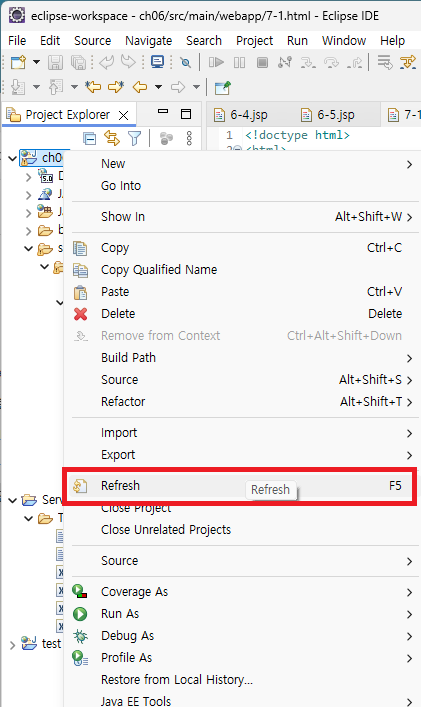 eclipse-workspace - ch06/src/main/webapp/7-1.html - Eclipse IDE
File Edit Source Navigate Search Project Run Window Help
Project Explorer
6-4.jsp 6-5.jsp 7-1
1 <!doctype html>
2 <html>
ch06
New
Go Into
Show In Alt+Shift+W
Copy Ctrl+C
Copy Qualified Name
Paste Ctrl+V
Delete Delete
Remove from Context Ctrl+Alt+Shift+Down
Build Path
Source Alt+Shift+S
Refactor Alt+Shift+T
Import
Export
Refresh Refresh F5
Close Project
Close Unrelated Projects
Source
Coverage As
Run As
Debug As
Profile As
Restore from Local History...
Java EE Tools
D
J
Ja
b
s
Serv
T
test